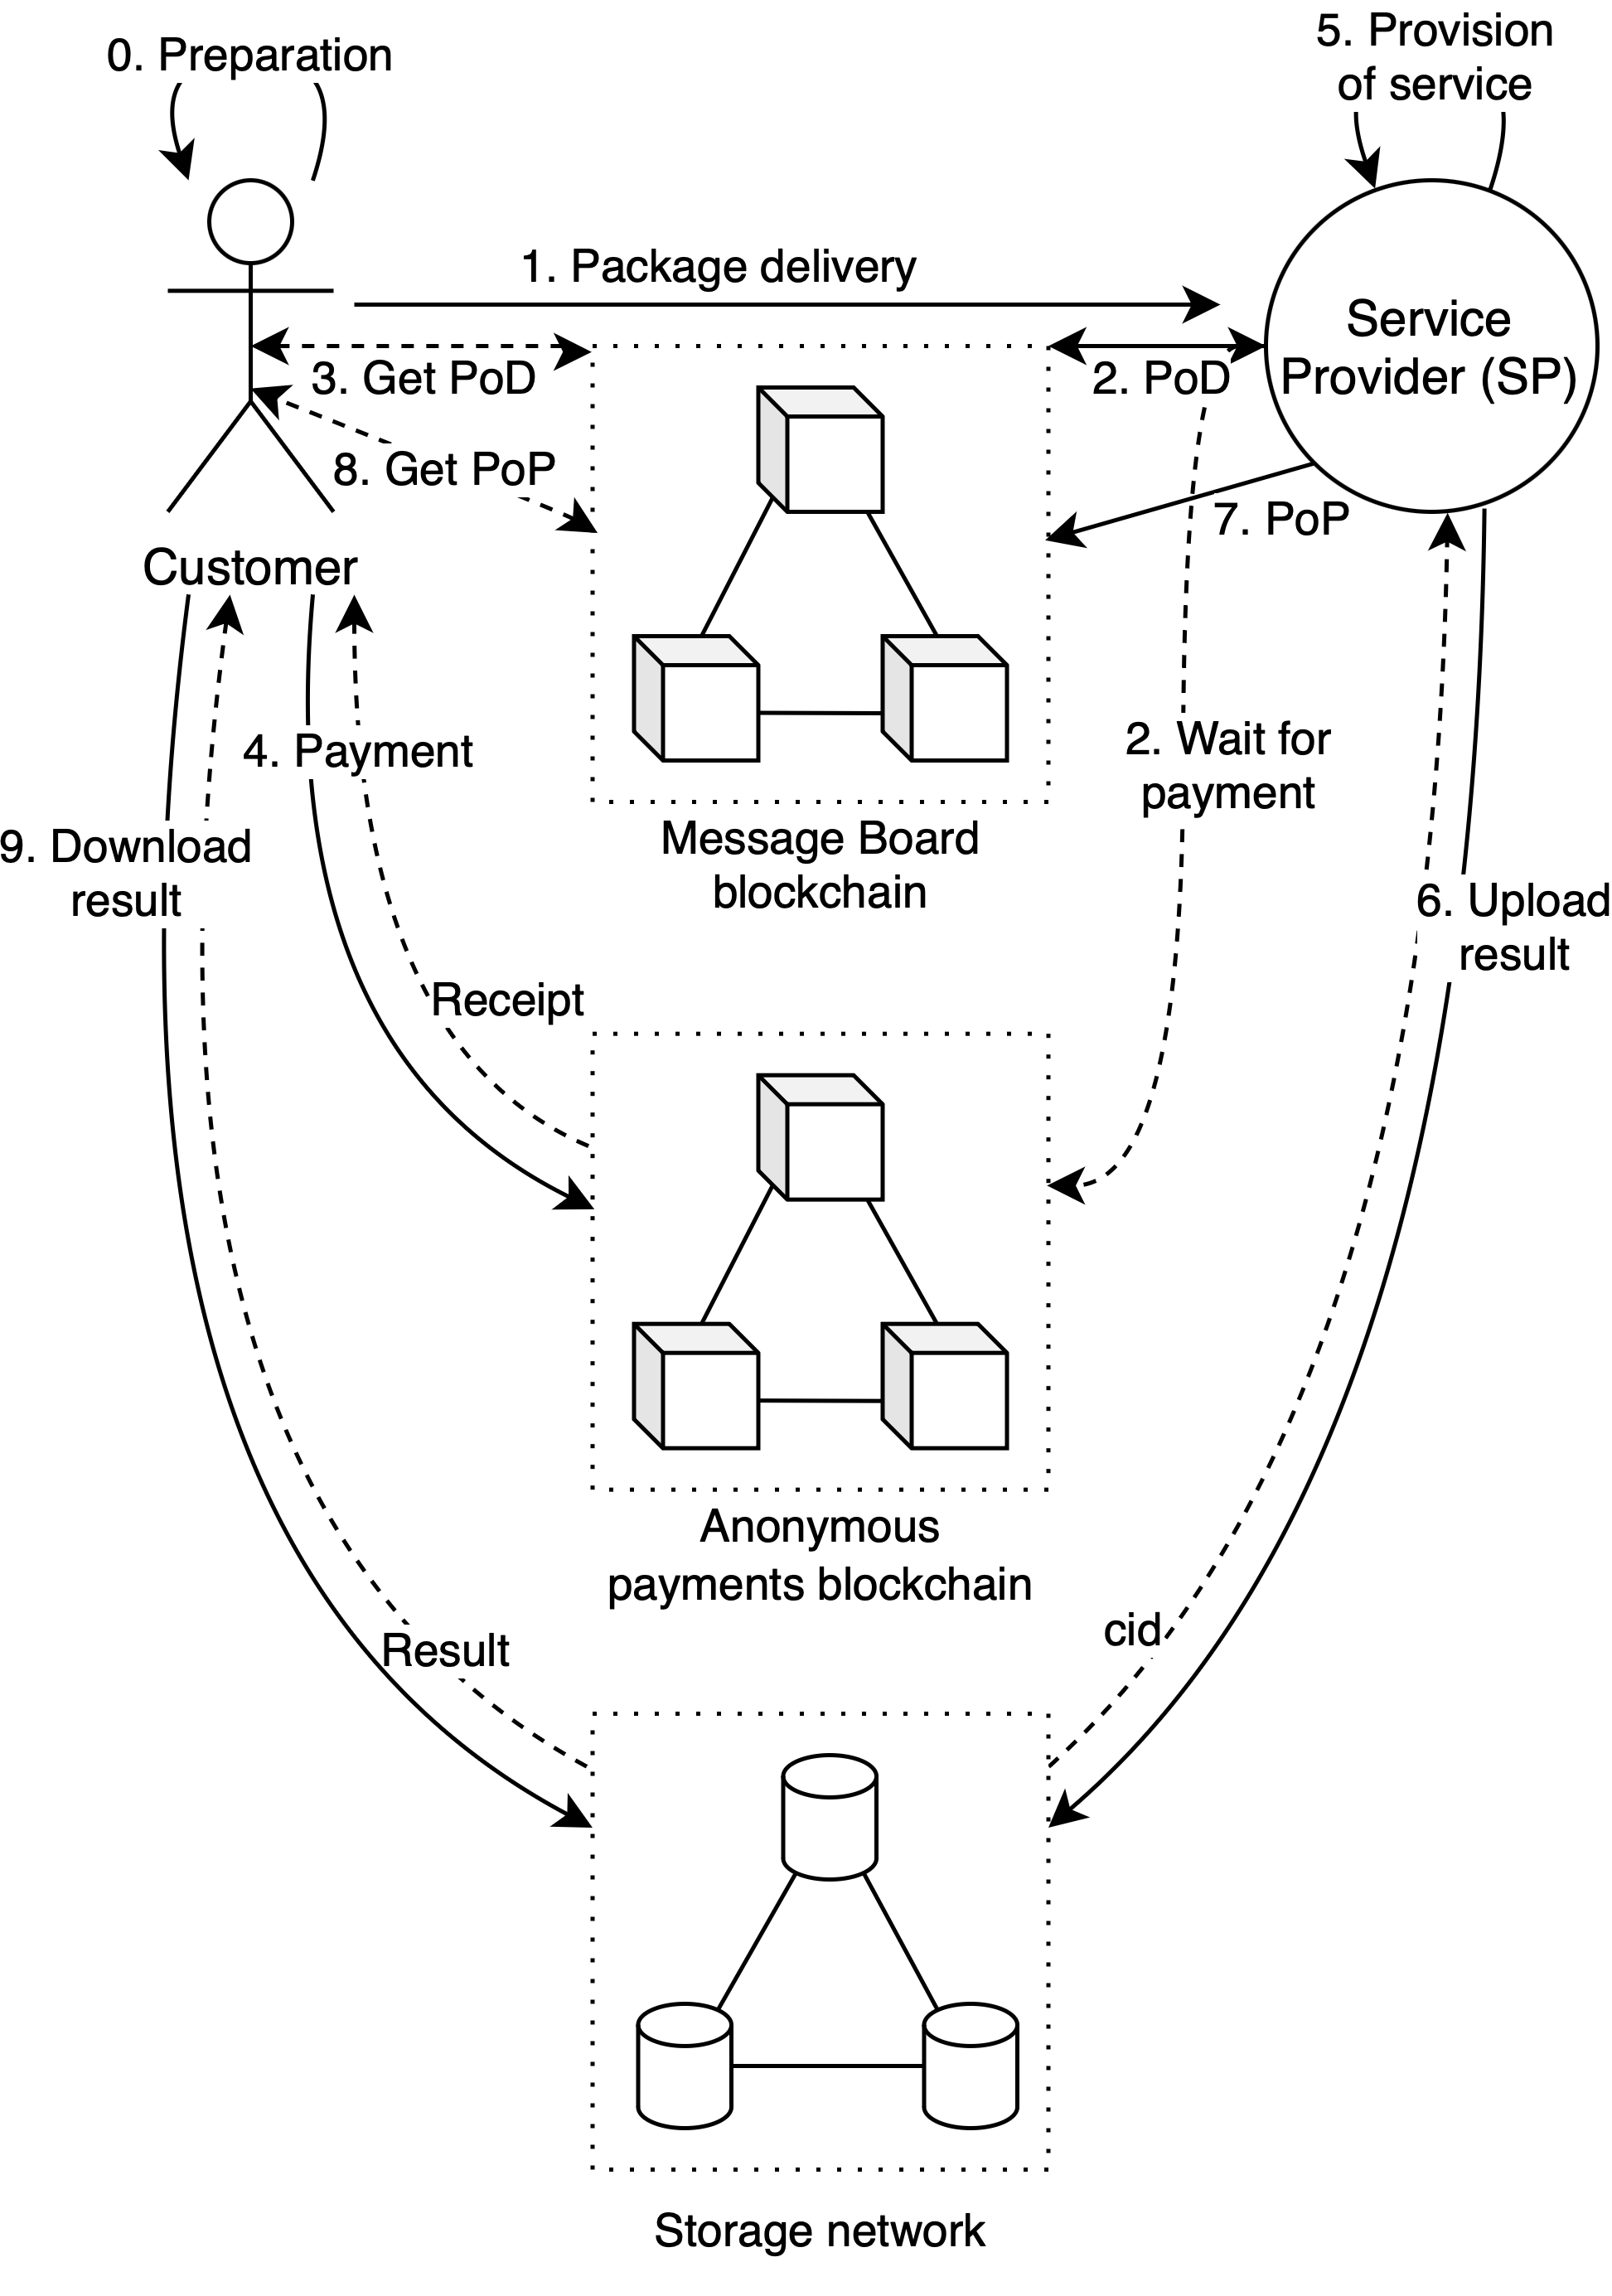 0. Preparation
5. Provision
of service
1. Package delivery
Service
Provider (SP)
3. Get PoD
2. PoD
8. Get PoP
7. PoP
Customer
4. Payment
2. Wait for
payment
Message Board
blockchain
9. Download
result
6. Upload
result
Receipt
Anonymous
payments blockchain
cid
Result
Storage network